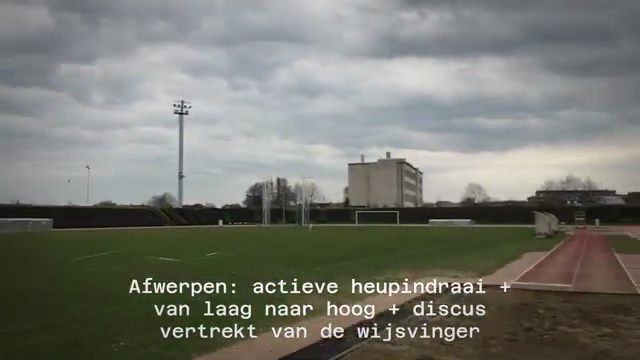 Afwerpen: actieve heupindraai +
van laag naar hoog + discus
vertrekt van de wijsvinger